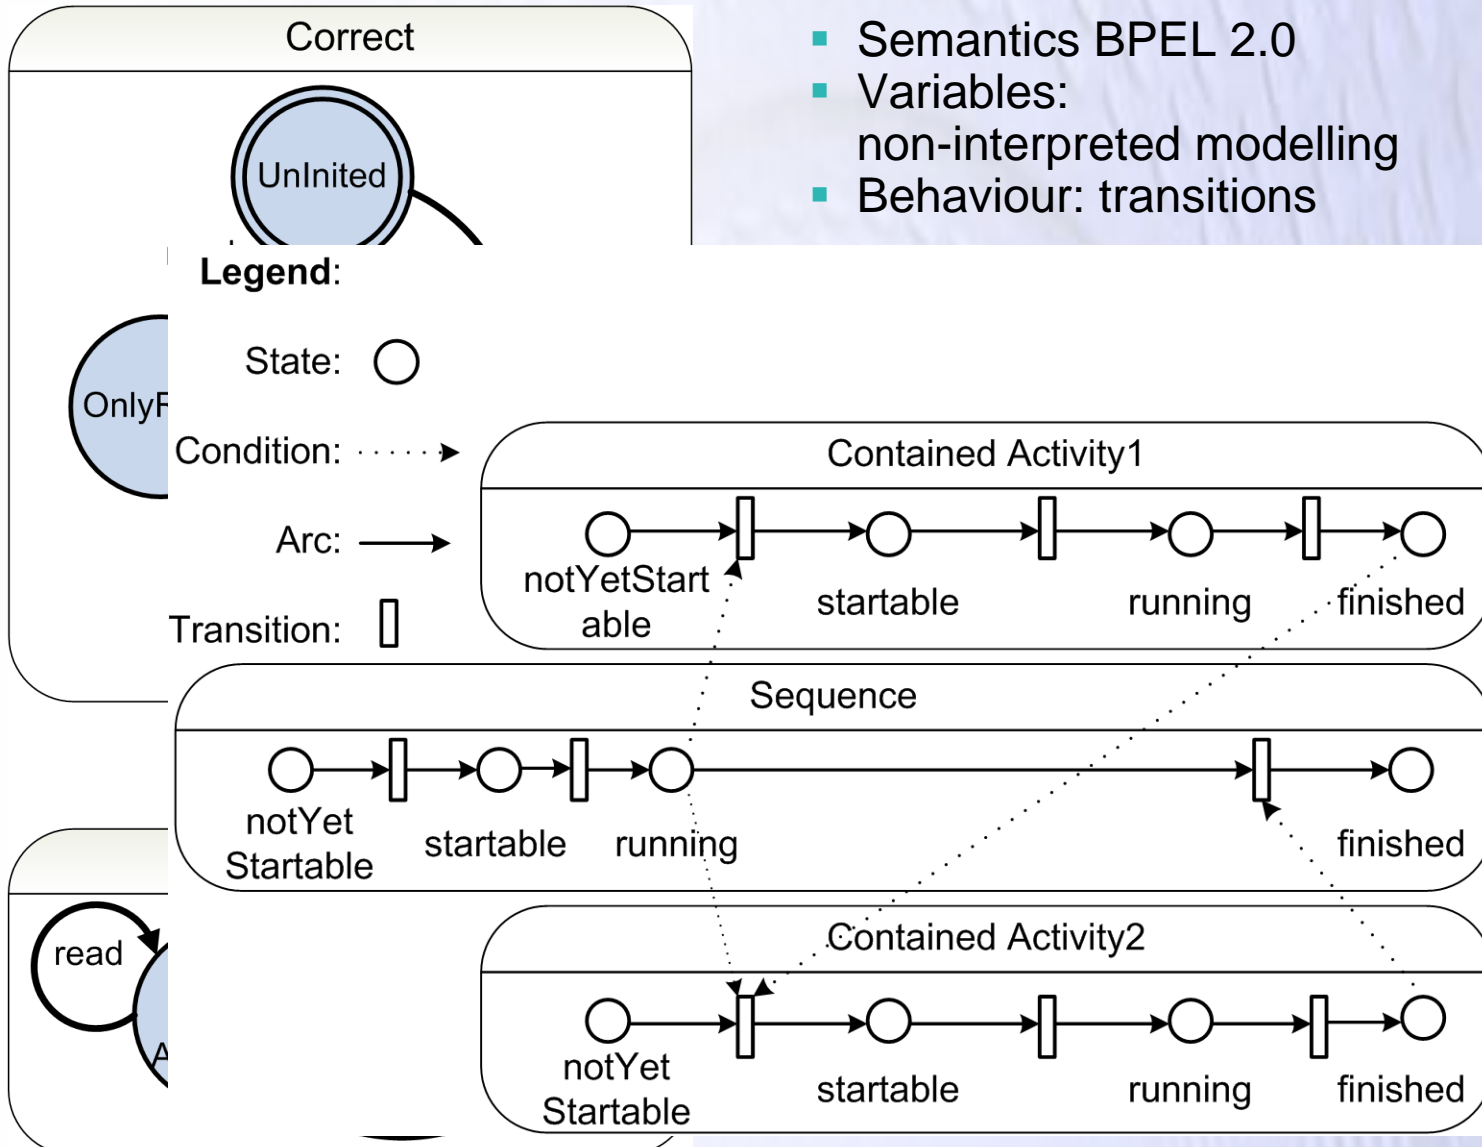 Correct
UnInited
▪ Semantics BPEL 2.0
▪ Variables:
non-interpreted modelling
▪ Behaviour: transitions
Legend:
State:
Condition:
Arc:
Transition:
Contained Activity1
notYetStart
able
startable
running
finished
Sequence
notYet
Startable
startable
running
finished
read
Contained Activity2
notYet
Startable
startable
running
finished